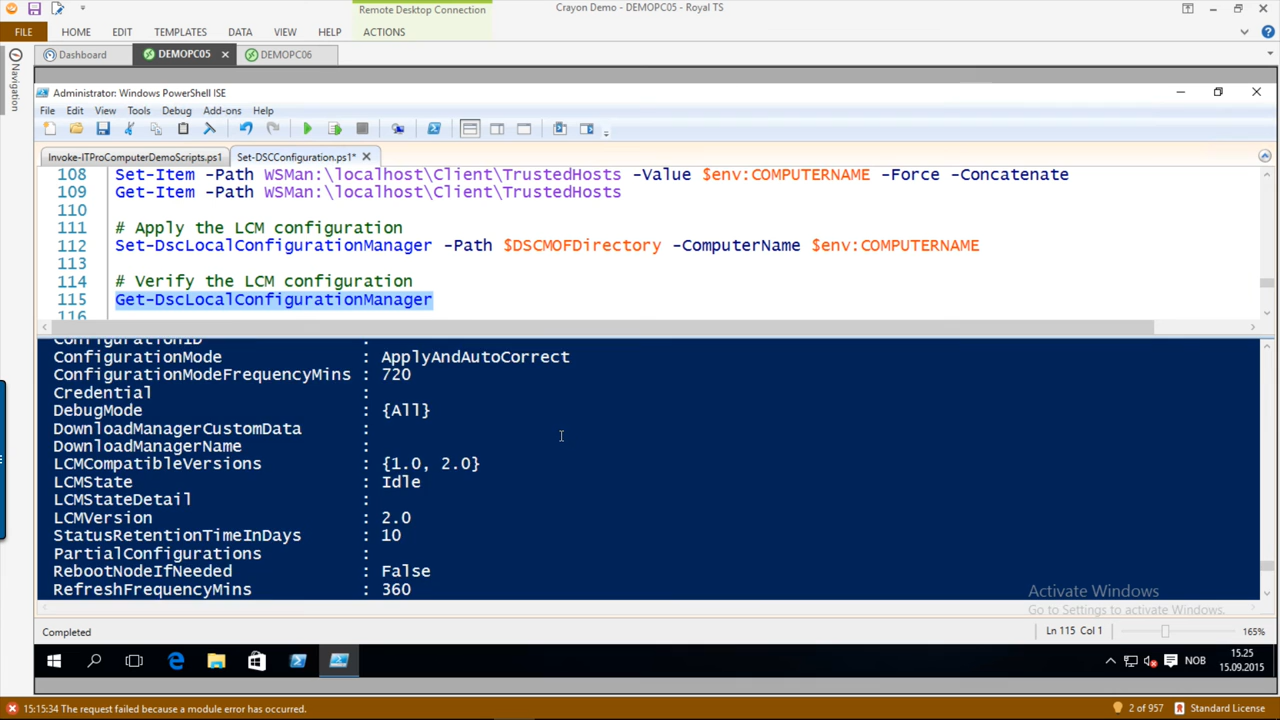 Remote Desktop Connection
Crayon Demo - DEMOPC05 - Royal TS
FILE HOME EDIT TEMPLATES DATA VIEW HELP ACTIONS
Dashboard DEMOPC05 DEMOPC06
Navigation
Administrator: Windows PowerShell ISE
File Edit View Tools Debug Add-ons Help
Invoke-ITProComputerDemoScripts.ps1 Set-DSCConfiguration.ps1*
108 Set-Item -Path WSMan:\localhost\Client\TrustedHosts -Value $env:COMPUTERNAME -Force -Concatenate
109 Get-Item -Path WSMan:\localhost\Client\TrustedHosts
110
111 # Apply the LCM configuration
112 Set-DscLocalConfigurationManager -Path $DSCMOFDirectory -ComputerName $env:COMPUTERNAME
113
114 # Verify the LCM configuration
115 Get-DscLocalConfigurationManager
116
ConfigurationID :
ConfigurationMode : ApplyAndAutoCorrect
ConfigurationModeFrequencyMins : 720
Credential :
DebugMode : {All}
DownloadManagerCustomData :
DownloadManagerName :
LCMCompatibleVersions : {1.0, 2.0}
LCMState : Idle
LCMStateDetail :
LCMVersion : 2.0
StatusRetentionTimeInDays : 10
PartialConfigurations :
RebootNodeIfNeeded : False
RefreshFrequencyMins : 360
Activate Windows
Go to Settings to activate Windows.
Completed Ln 115 Col 1 165%
NOB 15.25
15.09.2015
15:15:34 The request failed because a module error has occurred. 2 of 957 Standard License